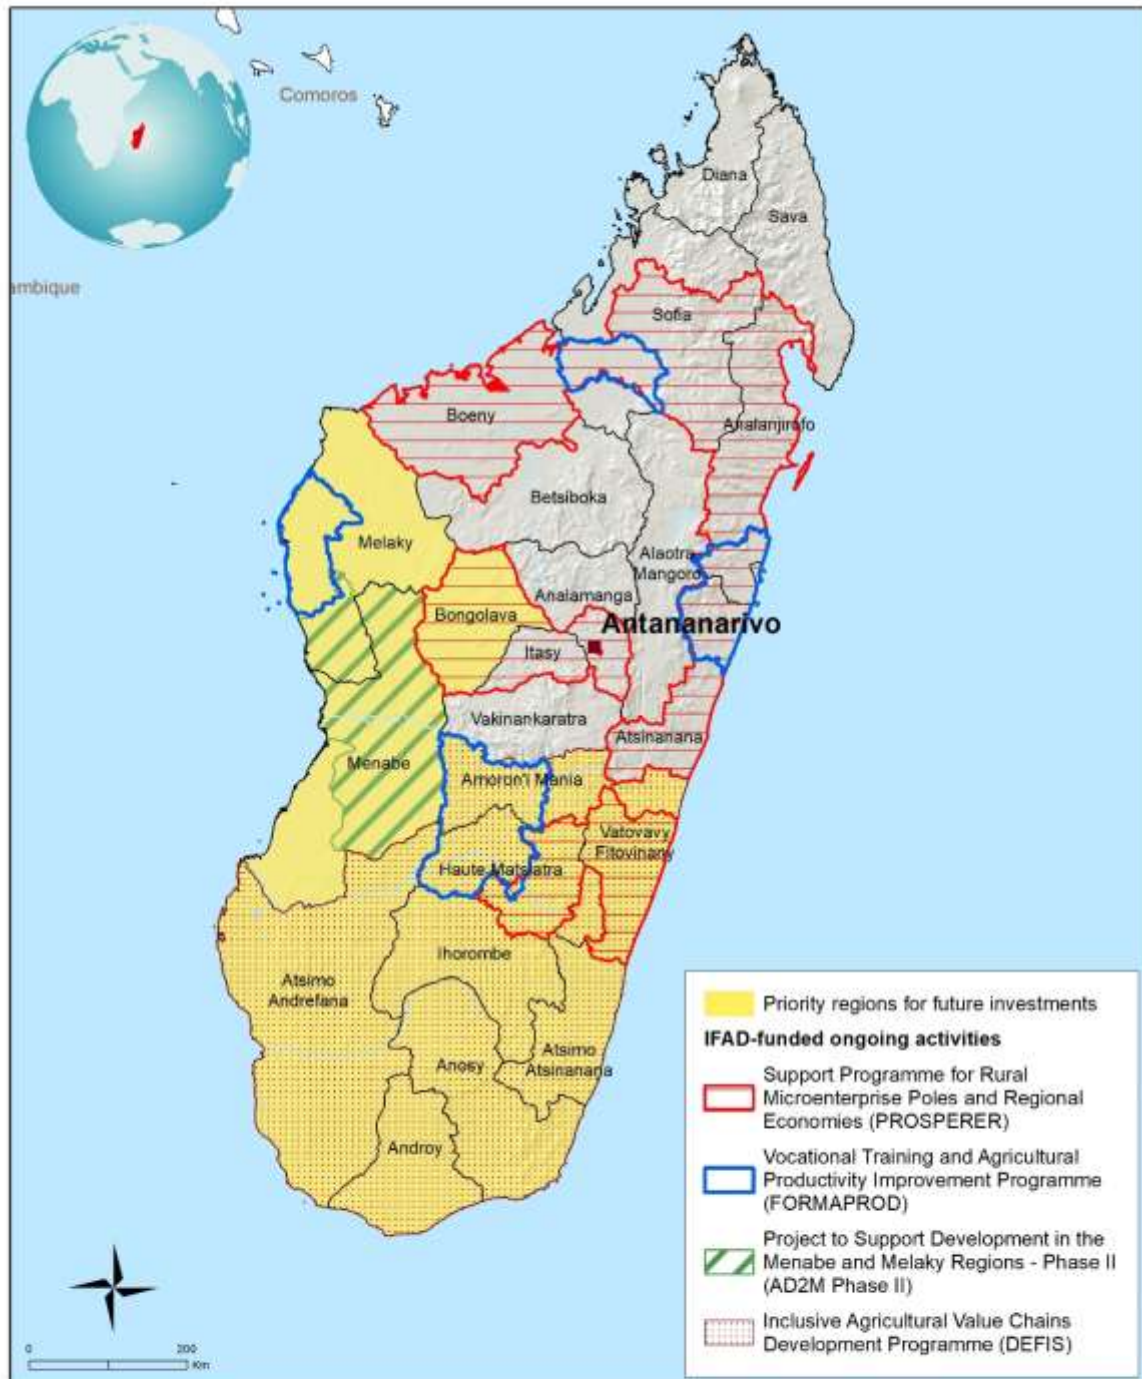 Comoros
ambique
Diana
Sava
Sofia
Boeny
Analanjirofo
Betsiboka
Melaky
Alaotra
Mangoro
Analamanga
Bongolava
Antananarivo
Itasy
Vakinankaratra
Atsinanana
Menabe
Amoron'i Mania
Vatovavy
Fitovinany
Haute Matsiatra
Ihorombe
Atsimo
Andrefana
Anosy
Atsimo
Atsinanana
Androy
Priority regions for future investments
IFAD-funded ongoing activities
Support Programme for Rural
Microenterprise Poles and Regional
Economies (PROSPERER)
Vocational Training and Agricultural
Productivity Improvement Programme
(FORMAPROD)
Project to Support Development in the
Menabe and Melaky Regions - Phase II
(AD2M Phase II)
Inclusive Agricultural Value Chains
Development Programme (DEFIS)
0 200
Km